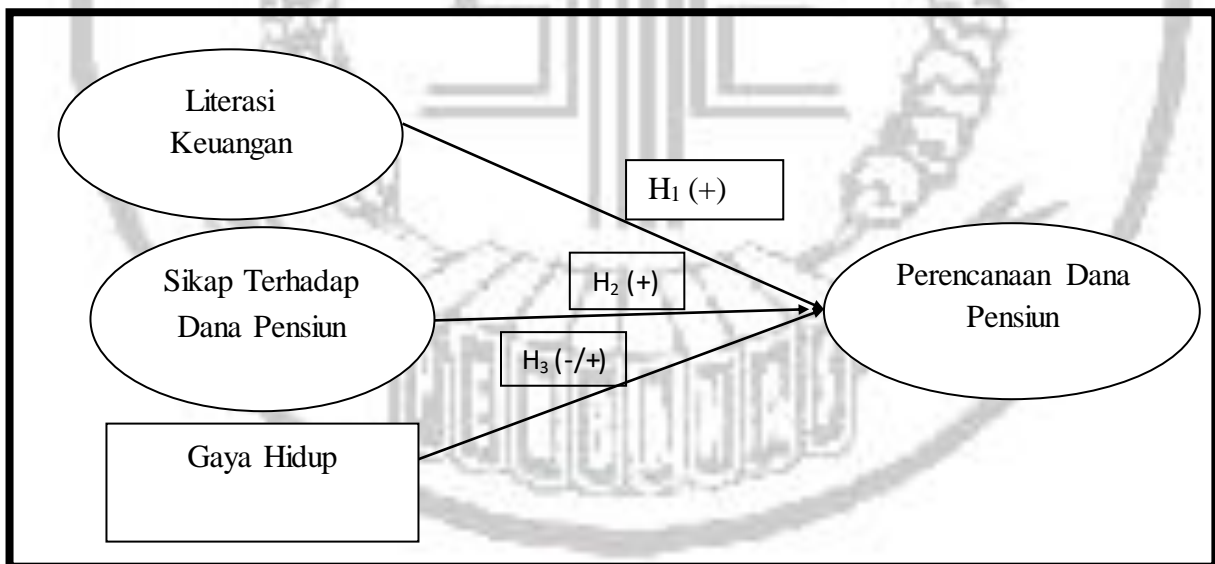 Literasi
Keuangan
H₁ (+)
Sikap Terhadap
Dana Pensiun
H₂ (+)
Perencanaan Dana
Pensiun
H₃ (-/+)
Gaya Hidup